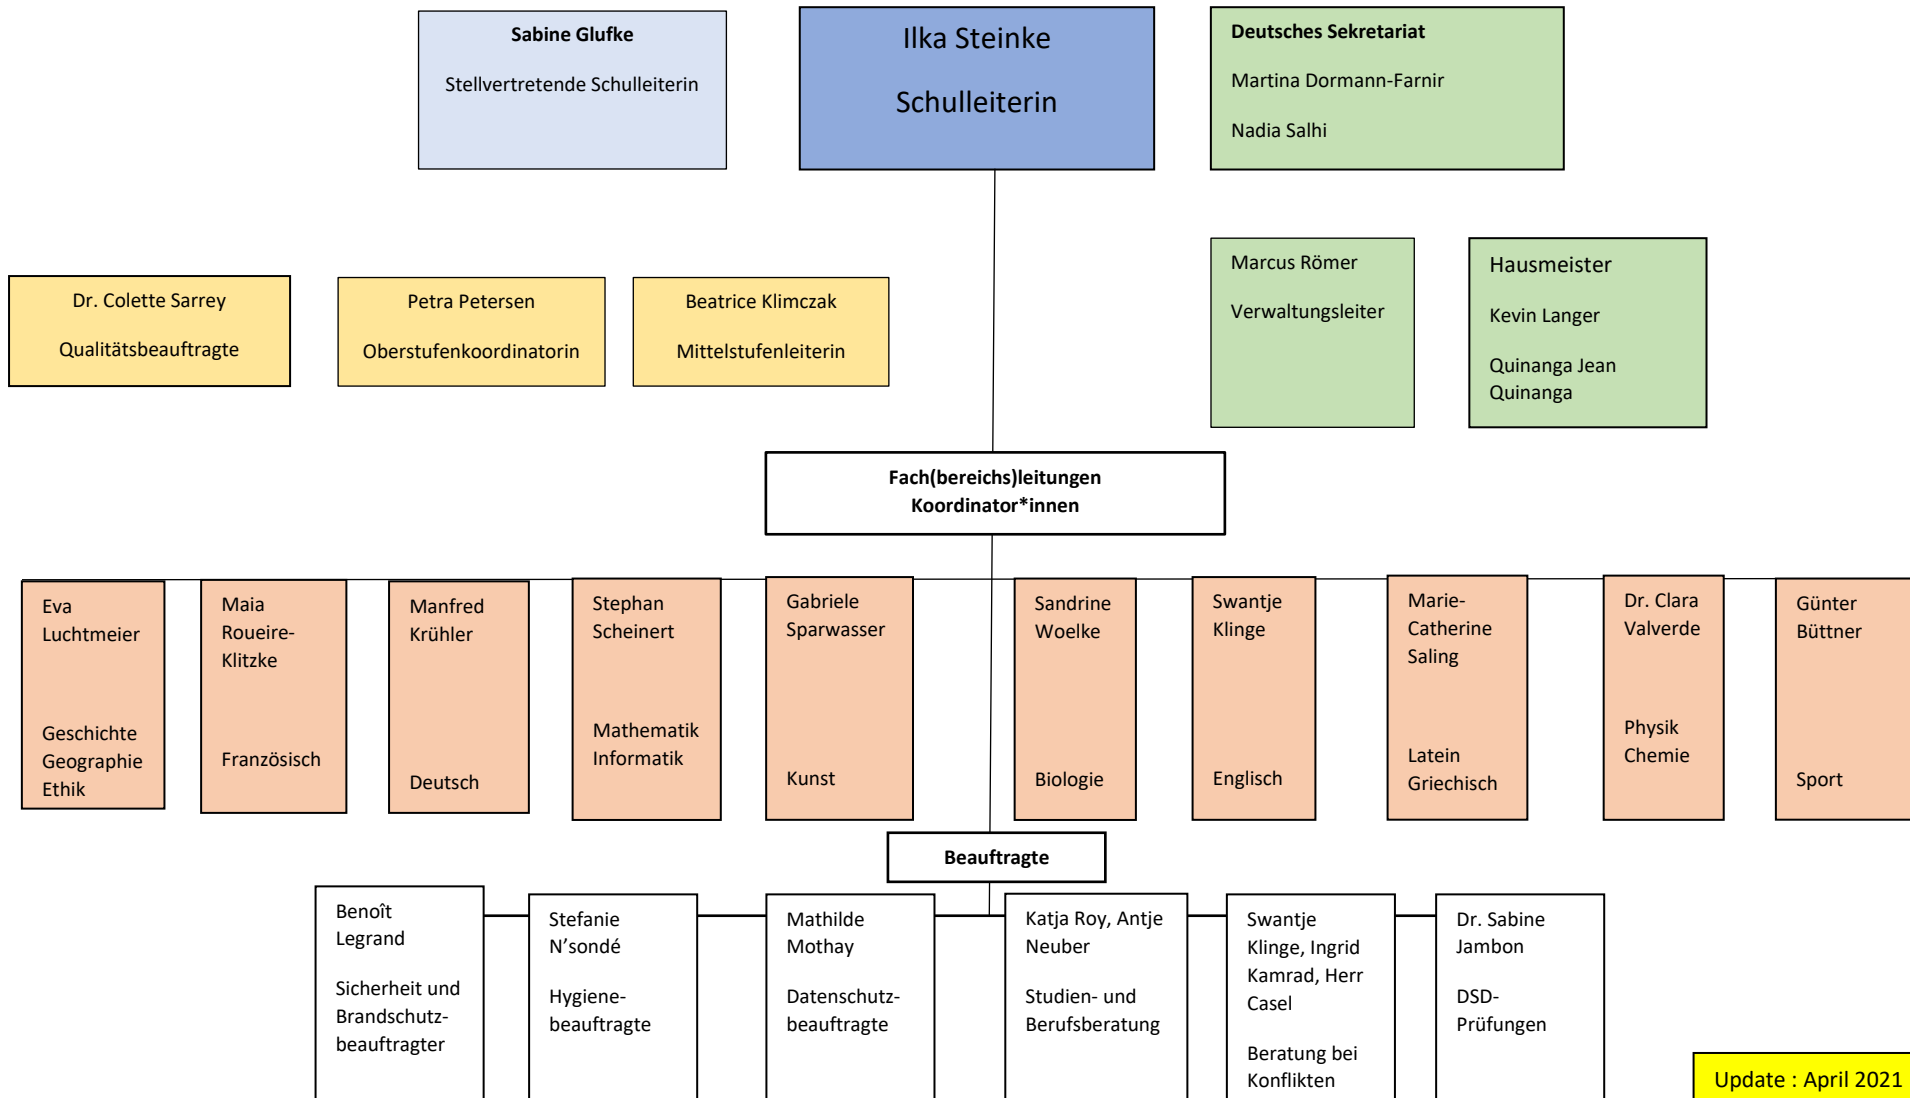 Sabine Glufke
Stellvertretende Schulleiterin
Ilka Steinke
Schulleiterin
Deutsches Sekretariat
Martina Dormann-Farnir
Nadia Salhi
Dr. Colette Sarrey
Qualitätsbeauftragte
Petra Petersen
Oberstufenkoordinatorin
Beatrice Klimczak
Mittelstufenleiterin
Marcus Römer
Verwaltungsleiter
Hausmeister
Kevin Langer
Quinanga Jean
Quinanga
Fach(bereichs)leitungen
Koordinator*innen
Eva
Luchtmeier
Geschichte
Geographie
Ethik
Maia
Roueire-
Klitzke
Französisch
Manfred
Krühler
Deutsch
Stephan
Scheinert
Mathematik
Informatik
Gabriele
Sparwasser
Kunst
Sandrine
Woelke
Biologie
Swantje
Klinge
Englisch
Marie-
Catherine
Saling
Latein
Griechisch
Dr. Clara
Valverde
Physik
Chemie
Günter
Büttner
Sport
Beauftragte
Benoît
Legrand
Sicherheit und
Brandschutz-
beauftragter
Stefanie
N’sondé
Hygiene-
beauftragte
Mathilde
Mothay
Datenschutz-
beauftragte
Katja Roy, Antje
Neuber
Studien- und
Berufsberatung
Swantje
Klinge, Ingrid
Kamrad, Herr
Casel
Beratung bei
Konflikten
Dr. Sabine
Jambon
DSD-
Prüfungen
Update : April 2021